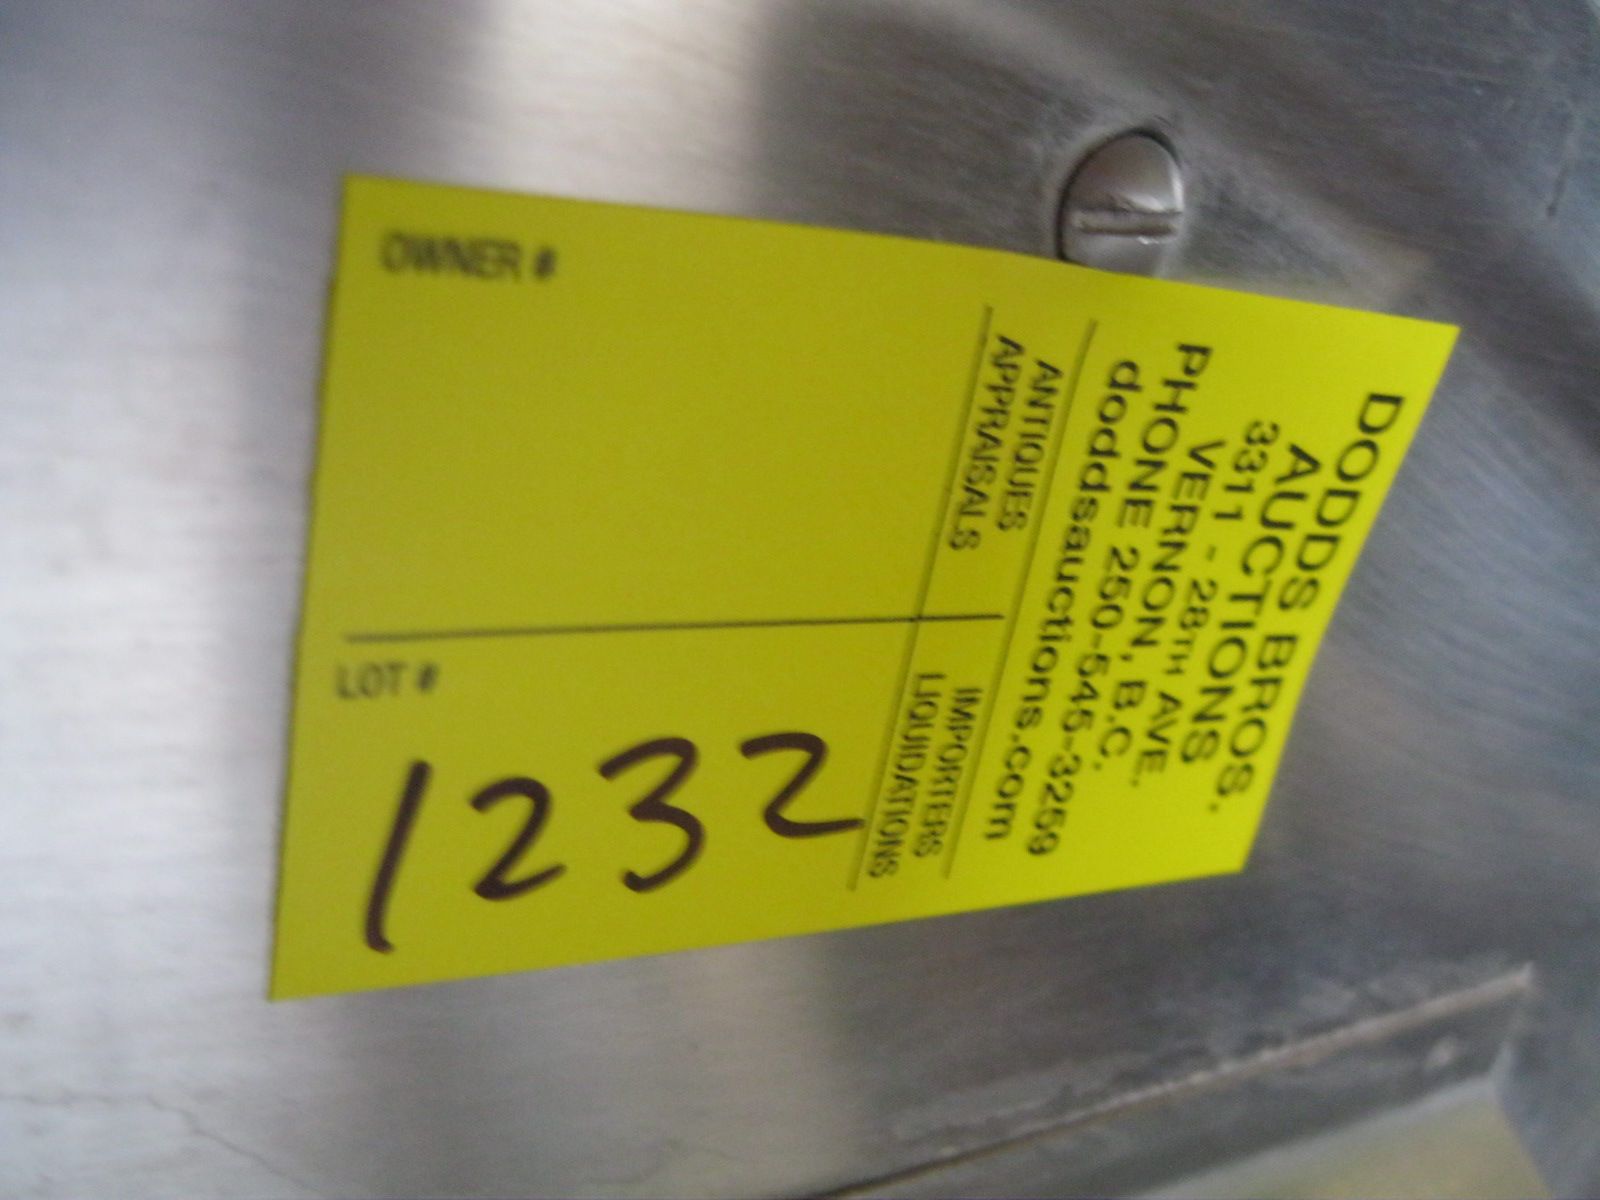 DODDS BROS.
AUCTIONS
3311 - 28TH AVE.
VERNON, B.C.
PHONE 250-545-3259
doddsauctions.com
ANTIQUES
APPRAISALS
IMPORTERS
LIQUIDATIONS
OWNER #
LOT #
1232